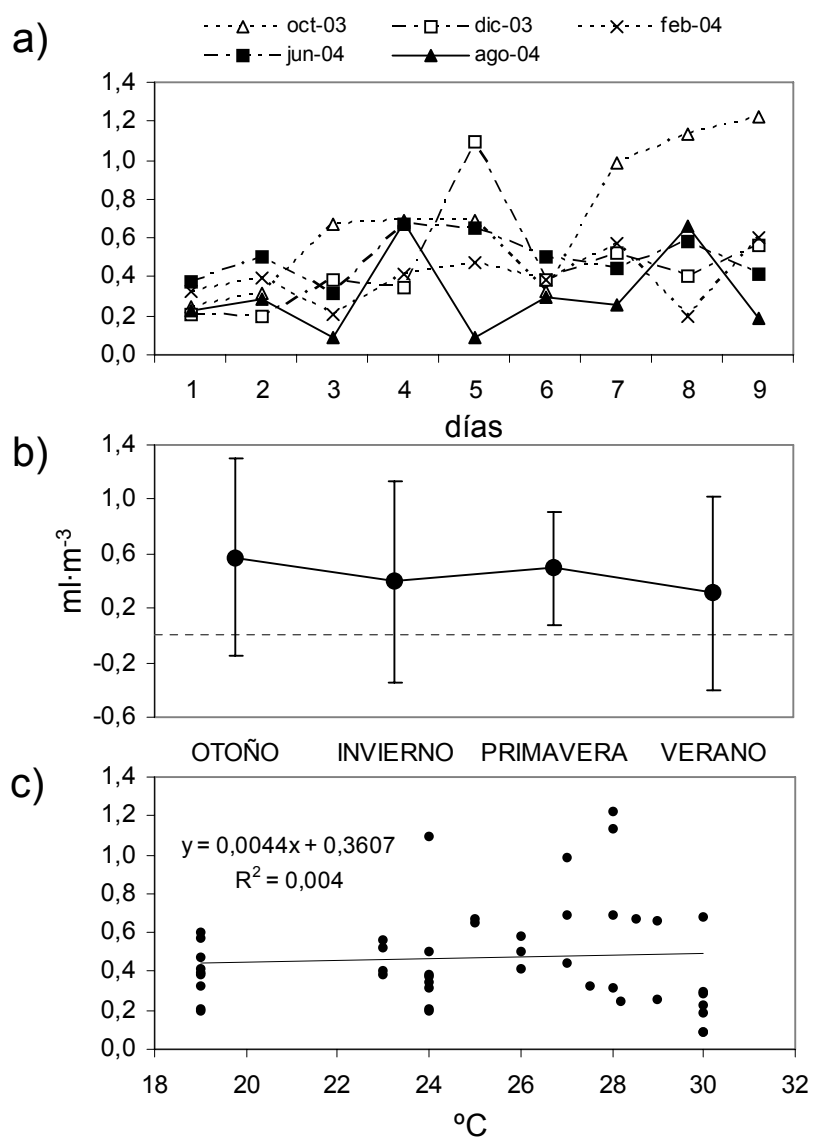 a)
oct-03 dic-03 feb-04
jun-04 ago-04
1,4
1,2
1,0
0,8
0,6
0,4
0,2
0,0
1 2 3 4 5 6 7 8 9
días
b)
ml·m-3
1,4
1,0
0,6
0,2
-0,2
-0,6
OTOÑO INVIERNO PRIMAVERA VERANO
c)
1,4
1,2
1,0
0,8
0,6
0,4
0,2
0,0
y = 0,0044x + 0,3607
R2 = 0,004
18 20 22 24 26 28 30 32
ºC